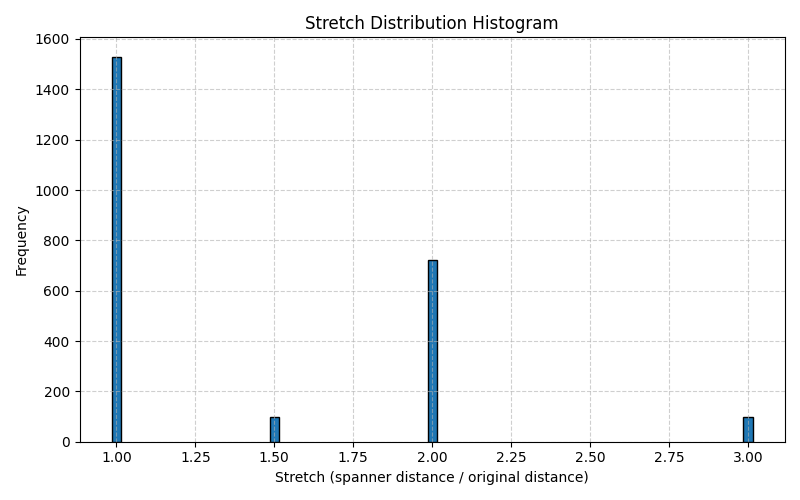 Stretch Distribution Histogram
1600
1400
1200
1000
800
600
400
200
0
Frequency
1.00 1.25 1.50 1.75 2.00 2.25 2.50 2.75 3.00
Stretch (spanner distance / original distance)